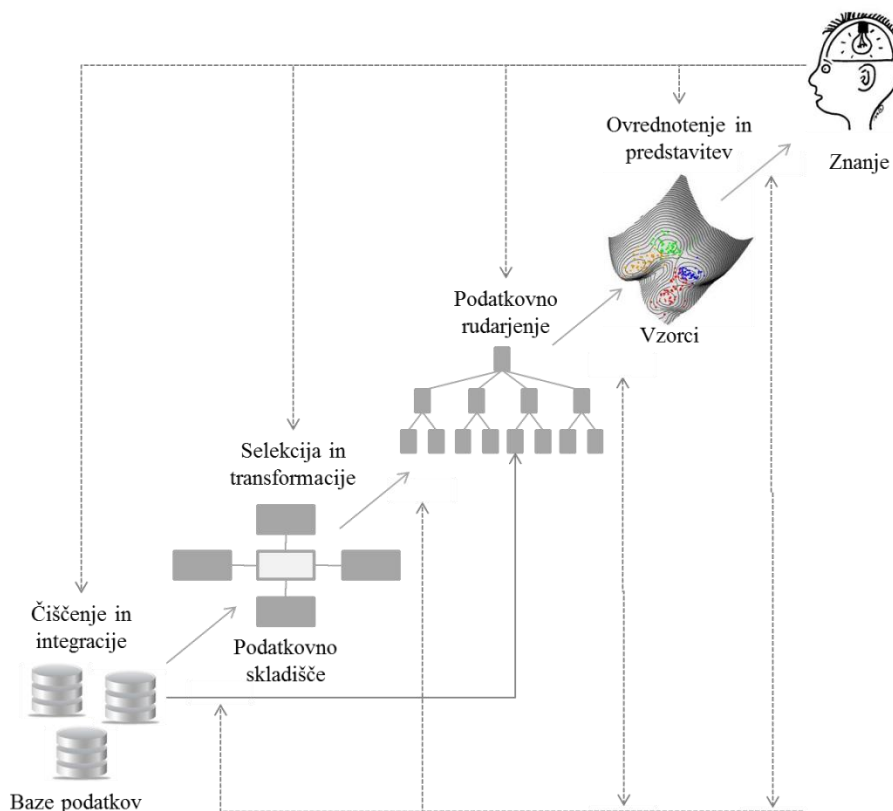 Ovrednotenje in
predstavitev
Znanje
Podatkovno
rudarjenje
Vzorci
Selekcija in
transformacije
Čiščenje in
integracije
Podatkovno
skladišče
Baze podatkov